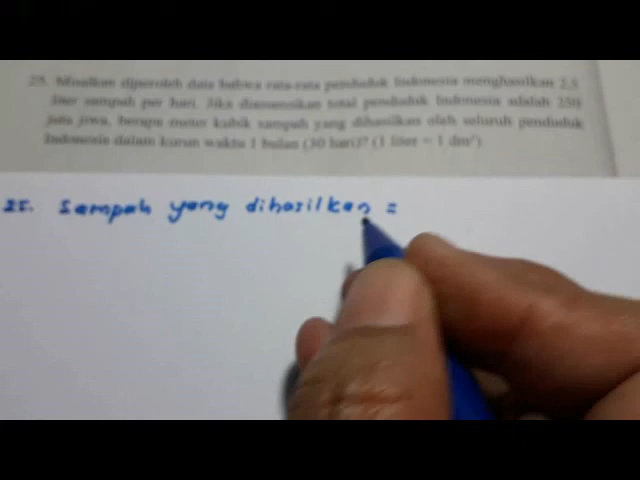 25. Misalkan diperoleh data bahwa rata-rata penduduk Indonesia menghasilkan 2,5
liter sampah per hari. Jika diasumsikan total penduduk Indonesia adalah 250
juta jiwa, berapa meter kubik sampah yang dihasilkan oleh seluruh penduduk
Indonesia dalam kurun waktu 1 bulan (30 hari)? (1 liter = 1 dm³)
25. Sampah yang dihasilkan =